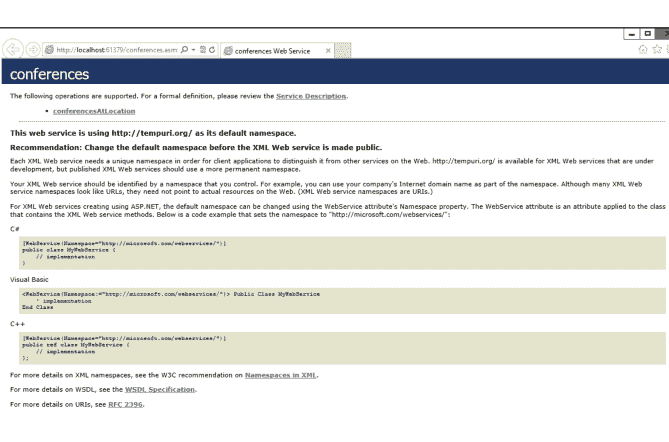 http://localhost:61379/conferences.asm
conferences Web Service
conferences
The following operations are supported. For a formal definition, please review the Service Description.
conferencesAtLocation
This web service is using http://tempuri.org/ as its default namespace.
Recommendation: Change the default namespace before the XML Web service is made public.
Each XML Web service needs a unique namespace in order for client applications to distinguish it from other services on the Web. http://tempuri.org/ is available for XML Web services that are under
development, but published XML Web services should use a more permanent namespace.
Your XML Web service should be identified by a namespace that you control. For example, you can use your company's Internet domain name as part of the namespace. Although many XML Web
service namespaces look like URLs, they need not point to actual resources on the Web. (XML Web service namespaces are URIs.)
For XML Web services creating using ASP.NET, the default namespace can be changed using the WebService attribute's Namespace property. The WebService attribute is an attribute applied to the class
that contains the XML Web service methods. Below is a code example that sets the namespace to "http://microsoft.com/webservices/":
C#
[WebService(Namespace="http://microsoft.com/webservices/")]
public class MyWebService {
// implementation
}
Visual Basic
<WebService(Namespace:="http://microsoft.com/webservices/")> Public Class MyWebService
' implementation
End Class
C++
[WebService(Namespace="http://microsoft.com/webservices/")]
public ref class MyWebService {
// implementation
};
For more details on XML namespaces, see the W3C recommendation on Namespaces in XML.
For more details on WSDL, see the WSDL Specification.
For more details on URIs, see RFC 2396.